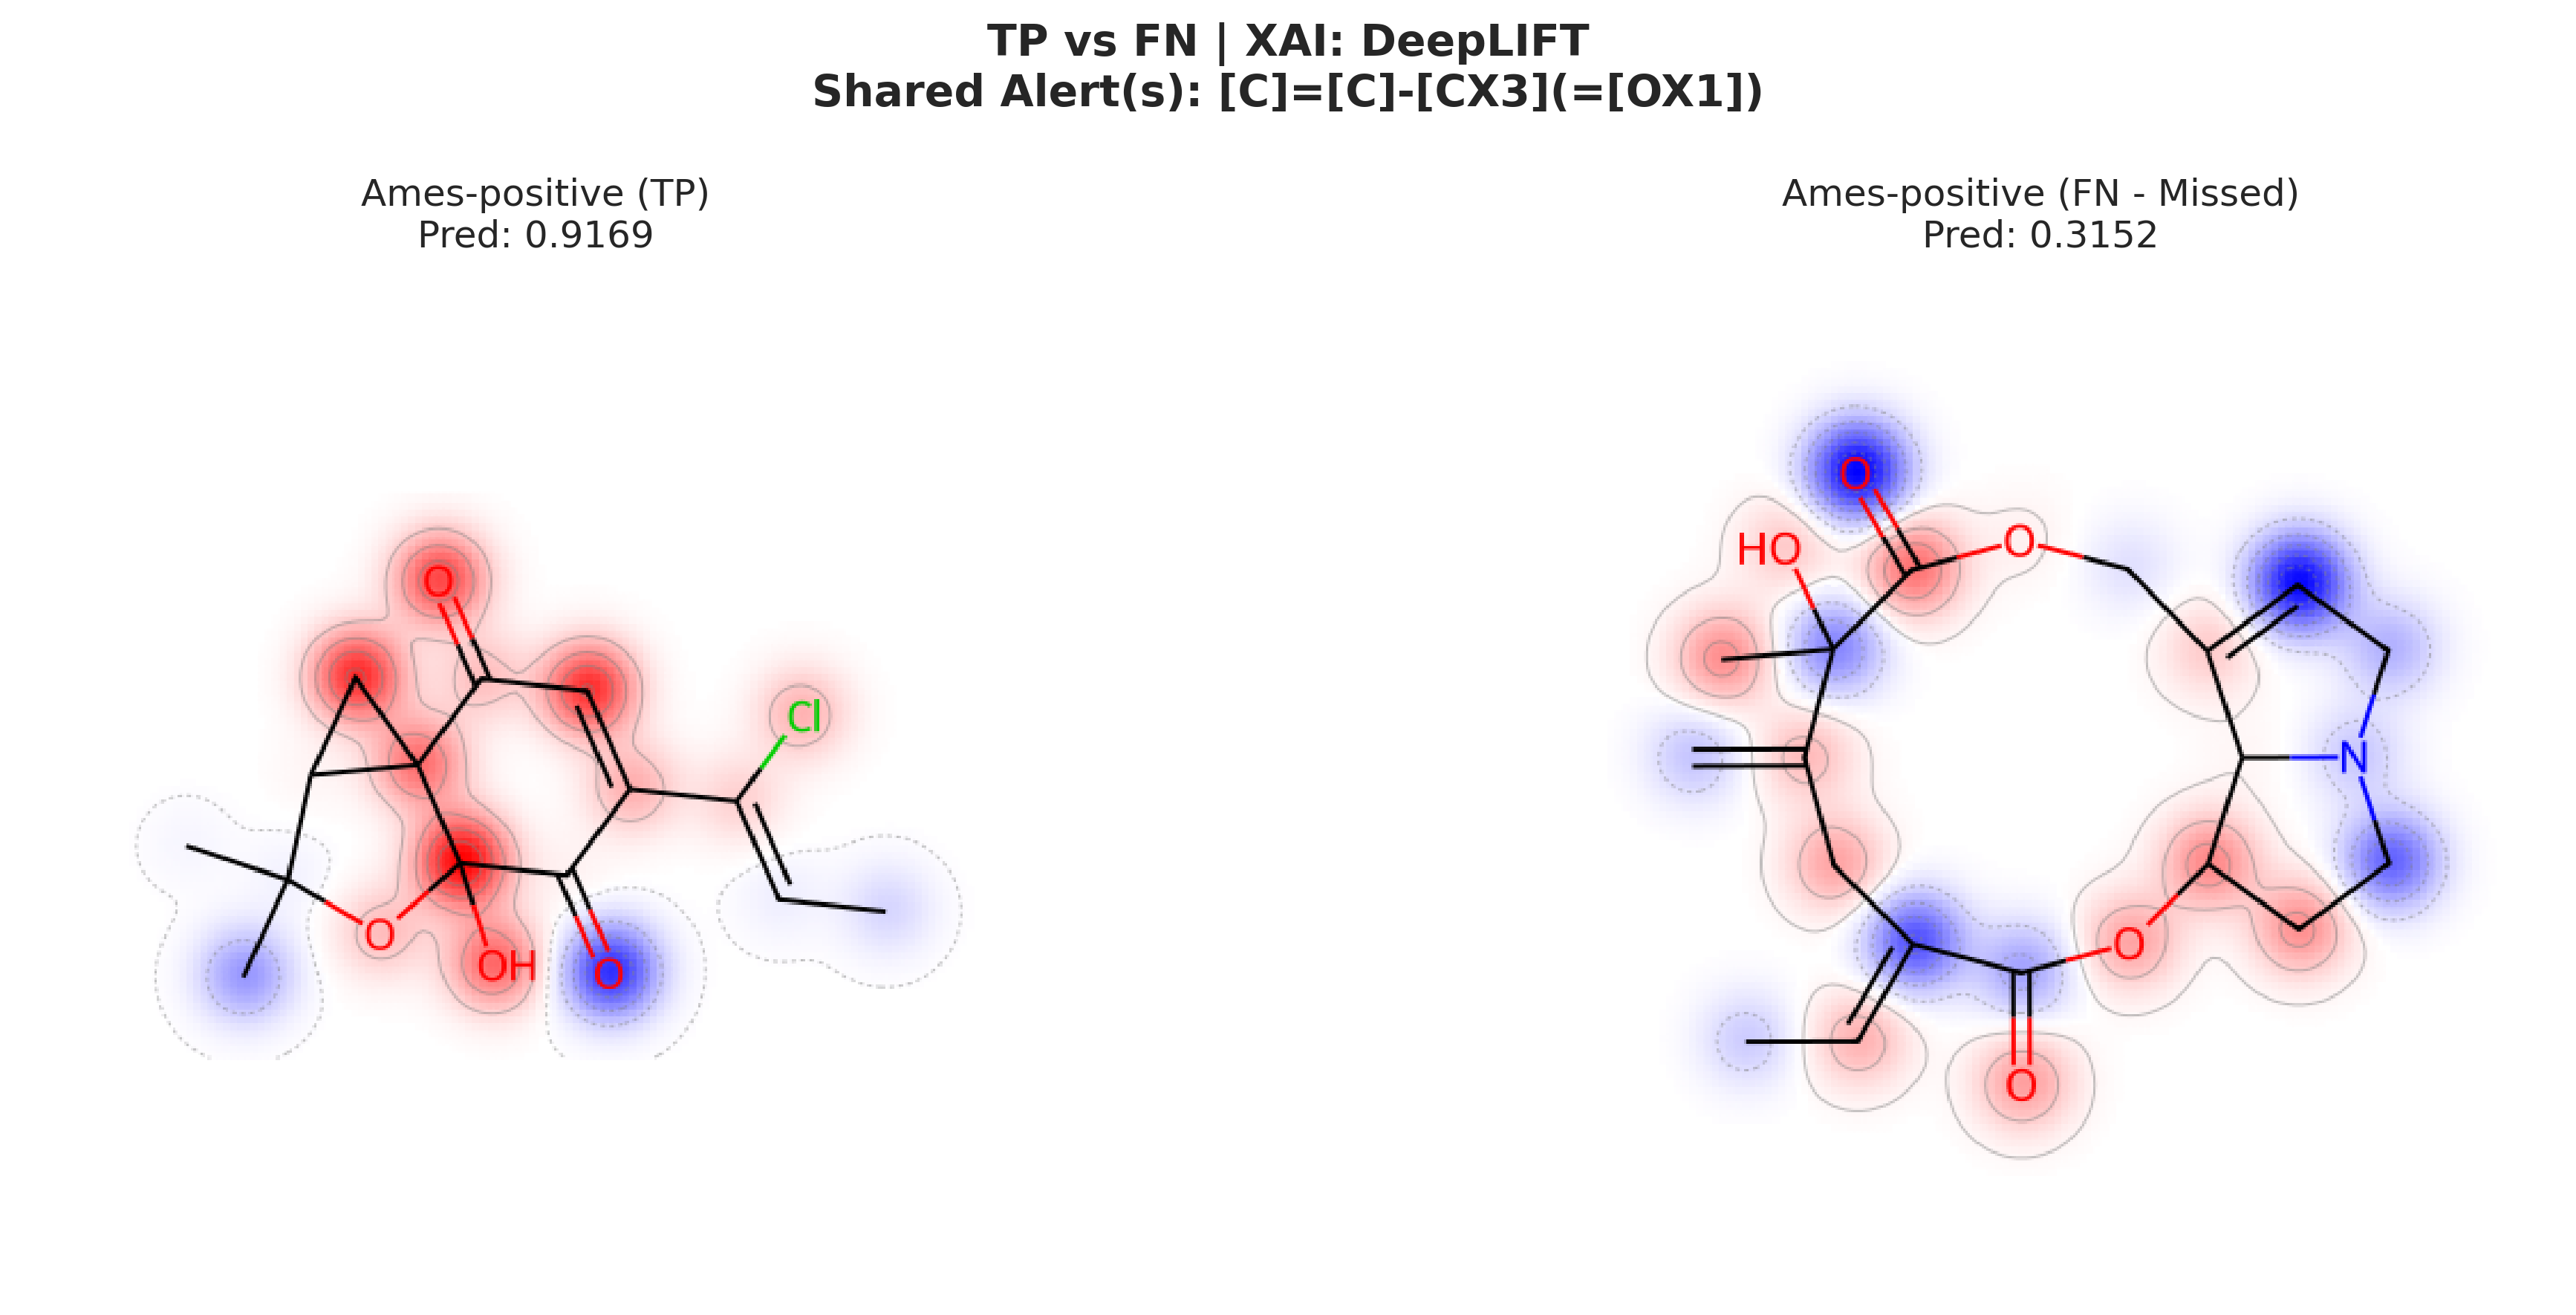 TP vs FN | XAI: DeepLIFT
Shared Alert(s): [C]=[C]-[CX3](=[OX1])
Ames-positive (TP)
Pred: 0.9169
Ames-positive (FN - Missed)
Pred: 0.3152
O
Cl
O
OH
O
O
HO
O
N
O
O